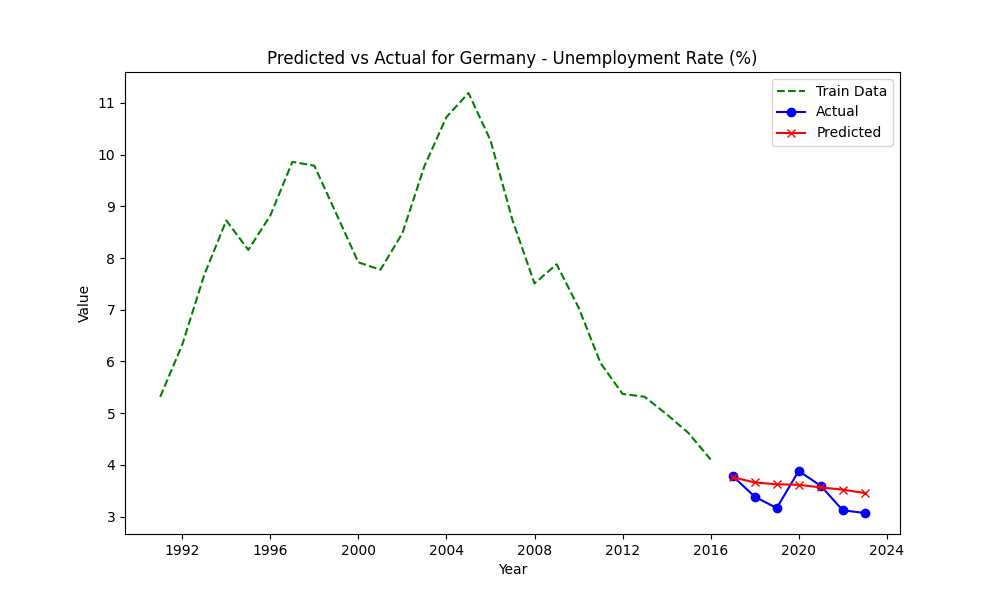 Predicted vs Actual for Germany - Unemployment Rate (%)
Train Data
Actual
Predicted
Value
11
10
9
8
7
6
5
4
3
1992 1996 2000 2004 2008 2012 2016 2020 2024
Year